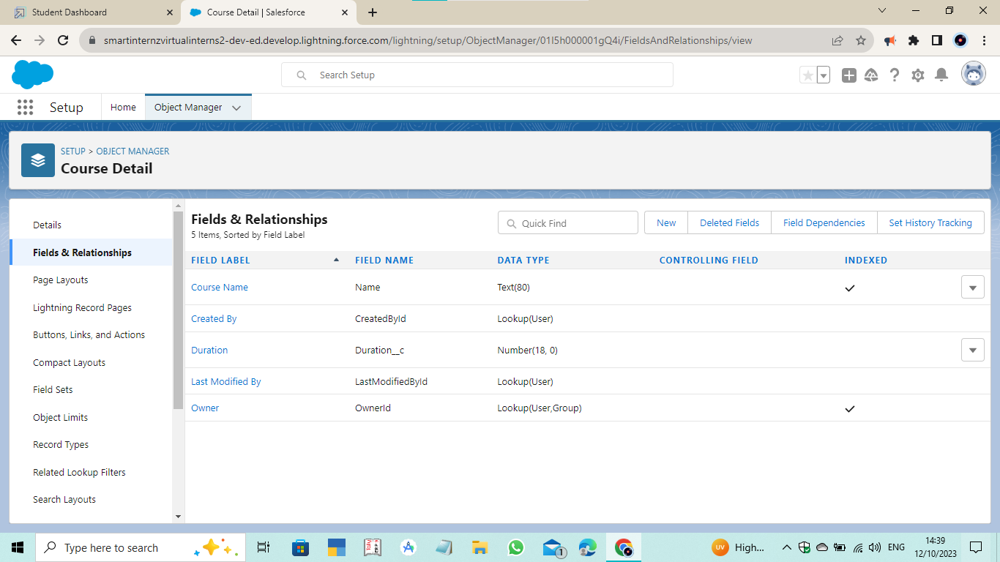 Student Dashboard
Course Detail | Salesforce
smartinternzvirtualinterns2-dev-ed.develop.lightning.force.com/lightning/setup/ObjectManager/01I5h000001gQ4i/FieldsAndRelationships/view
Search Setup
Setup
Home
Object Manager
SETUP > OBJECT MANAGER
Course Detail
Details
Fields & Relationships
Page Layouts
Lightning Record Pages
Buttons, Links, and Actions
Compact Layouts
Field Sets
Object Limits
Record Types
Related Lookup Filters
Search Layouts
Fields & Relationships
5 Items, Sorted by Field Label
Quick Find
New
Deleted Fields
Field Dependencies
Set History Tracking
FIELD LABEL FIELD NAME DATA TYPE CONTROLLING FIELD INDEXED
Course Name Name Text(80)
Created By CreatedById Lookup(User)
Duration Duration__c Number(18, 0)
Last Modified By LastModifiedById Lookup(User)
Owner OwnerId Lookup(User,Group)
Type here to search
1
UV
High...
ENG
14:39
12/10/2023